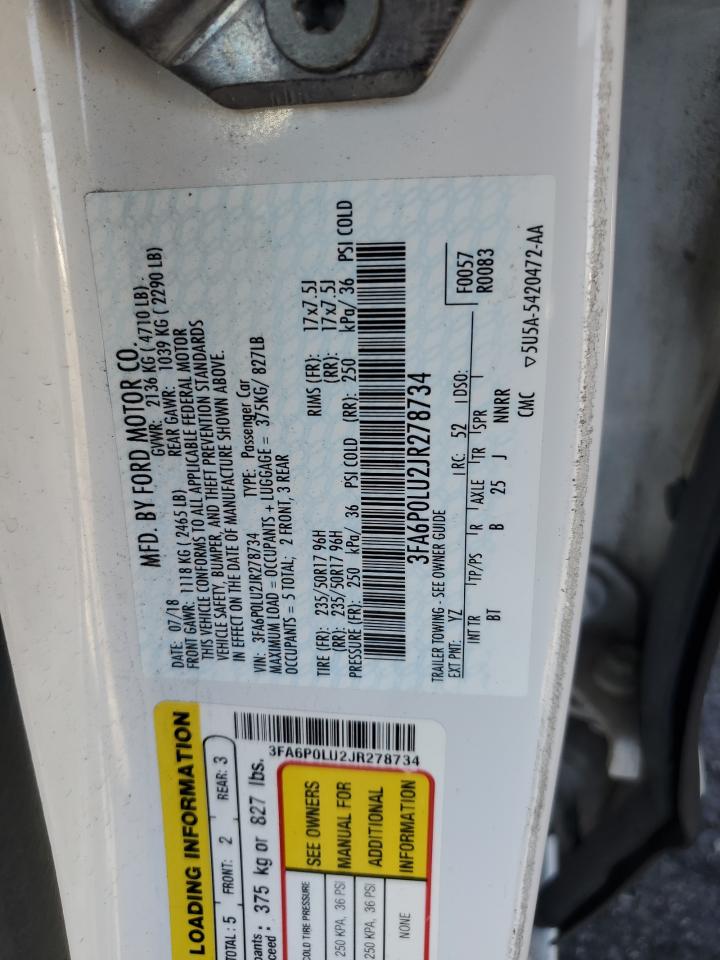 MFD. BY FORD MOTOR CO.
DATE: 07/18 GVWR: 2136 KG ( 4710 LB)
FRONT GAWR: 1118 KG ( 2465 LB) REAR GAWR: 1039 KG ( 2290 LB)
THIS VEHICLE CONFORMS TO ALL APPLICABLE FEDERAL MOTOR
VEHICLE SAFETY, BUMPER, AND THEFT PREVENTION STANDARDS
IN EFFECT ON THE DATE OF MANUFACTURE SHOWN ABOVE.
VIN: 3FA6P0LU2JR278734 TYPE: Passenger Car
MAXIMUM LOAD = OCCUPANTS + LUGGAGE = 375KG/ 827LB
OCCUPANTS = 5 TOTAL; 2 FRONT, 3 REAR
TIRE (FR): 235/50R17 96H RIMS (FR): 17x7.5J
(RR): 235/50R17 96H (RR): 17x7.5J
PRESSURE (FR): 250 kPa/ 36 PSI COLD (RR): 250 kPa/ 36 PSI COLD
3FA6P0LU2JR278734
TRAILER TOWING - SEE OWNER GUIDE
F0057
R0083
EXT PNT: YZ RC: 52 DSO:
INT TR TP/PS R AXLE TR SPR
BT B 25 J NNRR
CMC ▽5U5A-5420472-AA
LOADING INFORMATION
TOTAL : 5 FRONT: 2 REAR: 3
375 kg or 827 lbs.
3FA6P0LU2JR278734
COLD TIRE PRESSURE
250 KPA, 36 PSI
250 KPA, 36 PSI
NONE
SEE OWNERS
MANUAL FOR
ADDITIONAL
INFORMATION